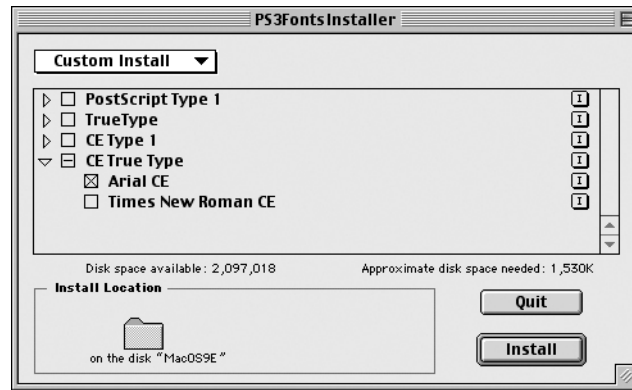 PS3FontsInstaller
Custom Install
PostScript Type 1
I
TrueType
I
CE Type 1
I
CE True Type
I
Arial CE
I
Times New Roman CE
I
Disk space available: 2,097,018 Approximate disk space needed: 1,530K
Install Location
on the disk "MacOS9E"
Quit
Install